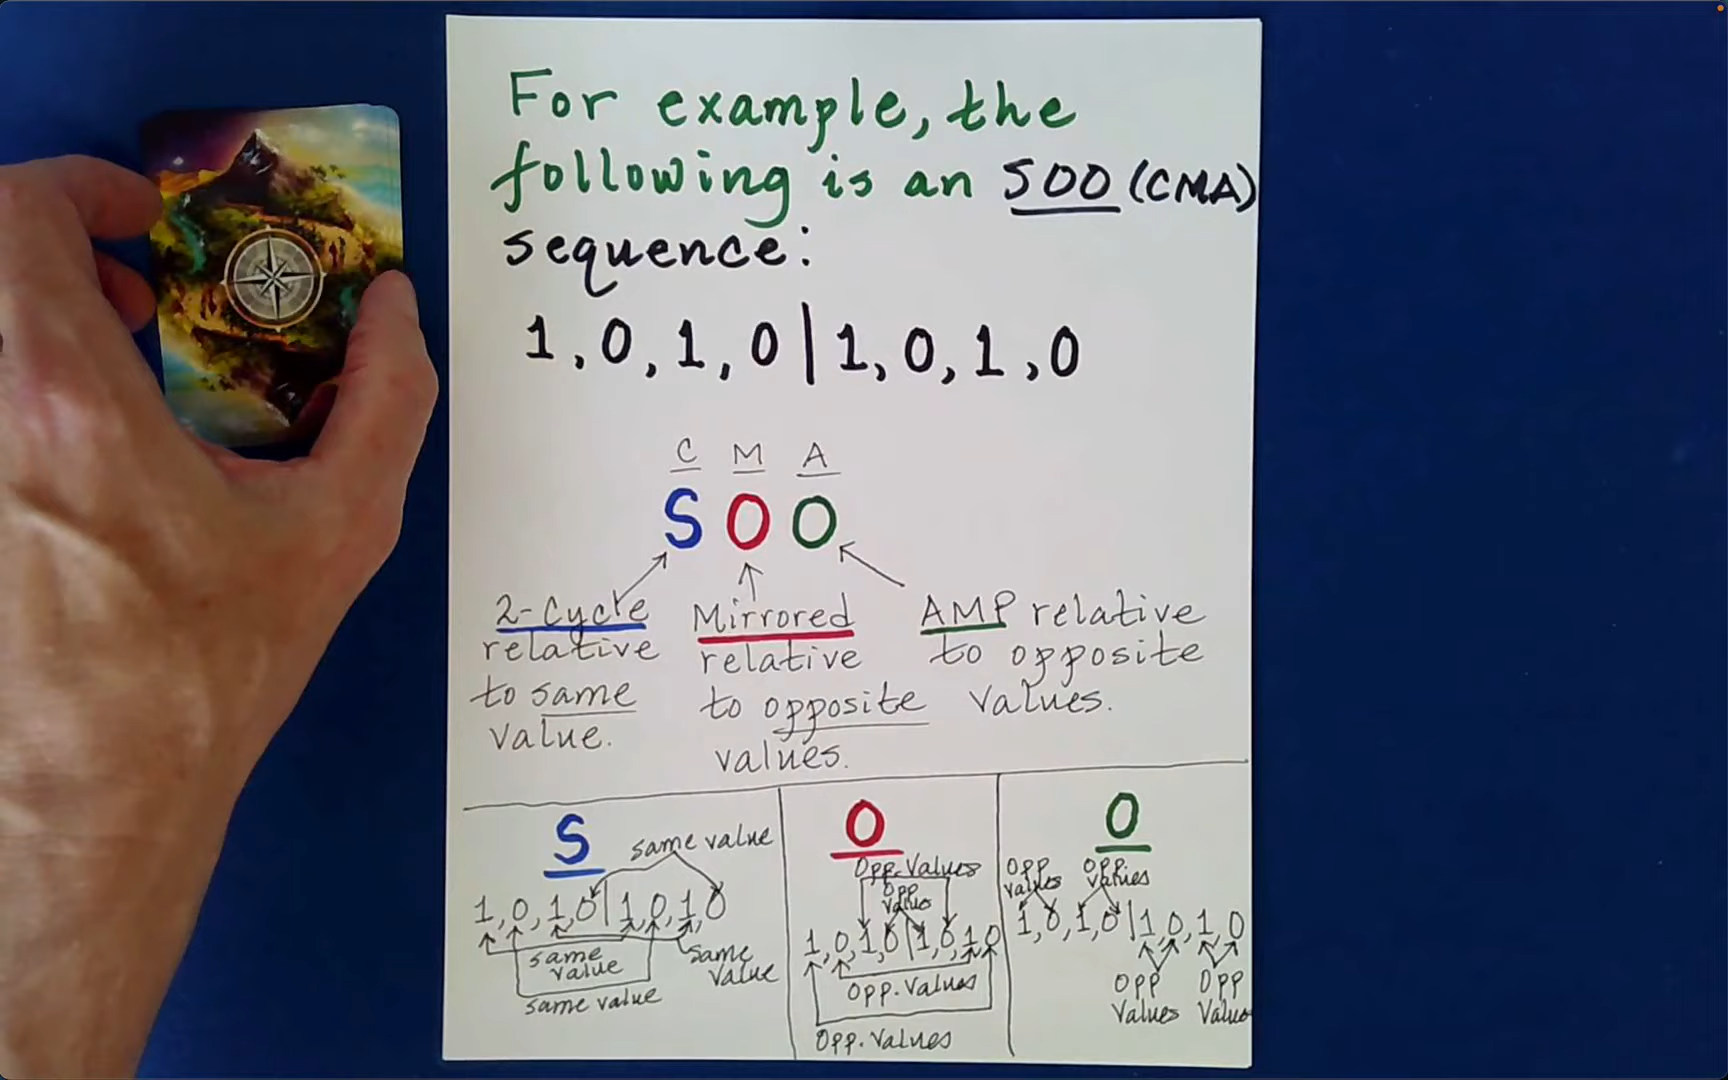 For example, the
following is an SOO (CMA)
sequence:
1, 0, 1, 0 | 1, 0, 1, 0
C M A
S O O
2-Cycle
relative
to same
value.
Mirrored
relative
to opposite
values.
AMP relative
to opposite
values.
S
same value
1, 0, 1, 0 | 1, 0, 1, 0
same
value
same
value
same value
O
Opp. Values
Opp
Values
1, 0, 1, 0 | 1, 0, 1, 0
Opp. Values
Opp. Values
O
Opp
Values
Opp.
Values
1, 0, 1, 0 | 1, 0, 1, 0
Opp
Values
Opp
Values